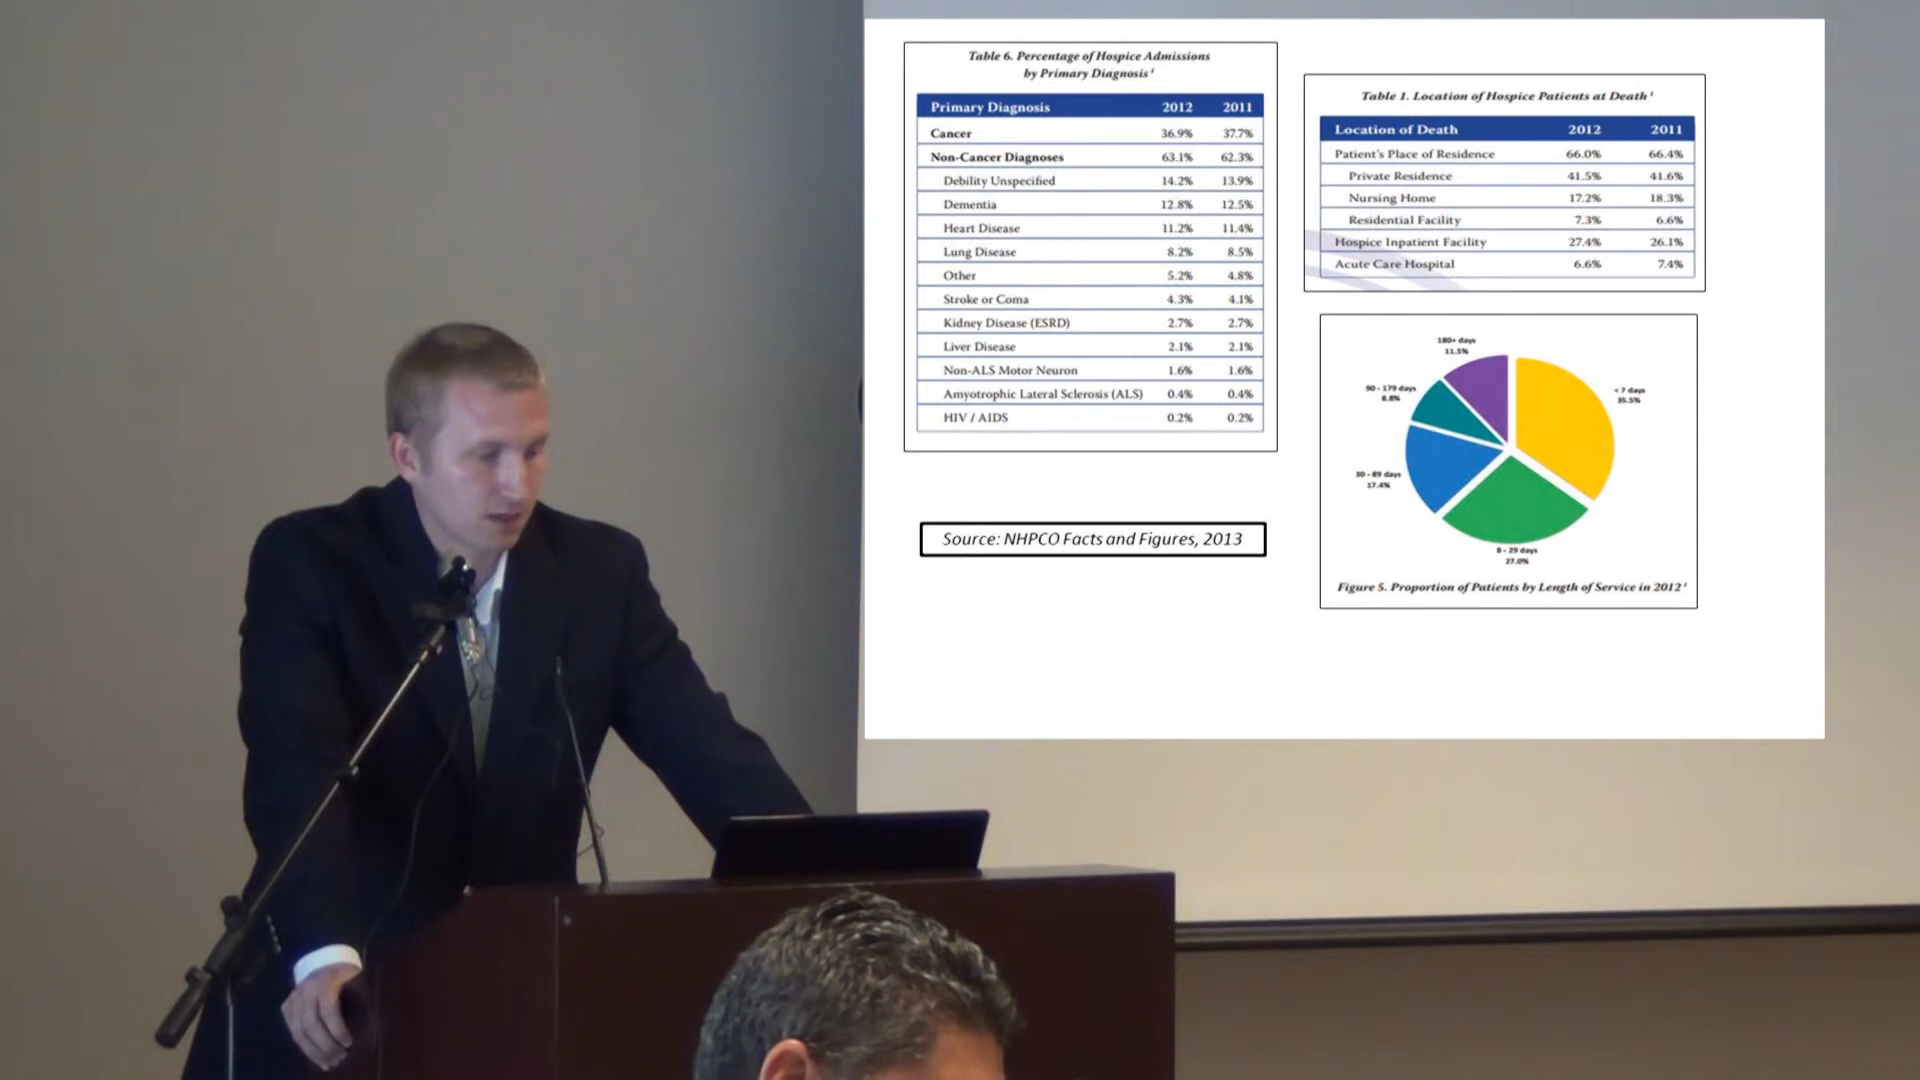 Table 6. Percentage of Hospice Admissions
by Primary Diagnosis¹
Primary Diagnosis 2012 2011
Cancer 36.9% 37.7%
Non-Cancer Diagnoses 63.1% 62.3%
Debility Unspecified 14.2% 13.9%
Dementia 12.8% 12.5%
Heart Disease 11.2% 11.4%
Lung Disease 8.2% 8.5%
Other 5.2% 4.8%
Stroke or Coma 4.3% 4.1%
Kidney Disease (ESRD) 2.7% 2.7%
Liver Disease 2.1% 2.1%
Non-ALS Motor Neuron 1.6% 1.6%
Amyotrophic Lateral Sclerosis (ALS) 0.4% 0.4%
HIV / AIDS 0.2% 0.2%
Source: NHPCO Facts and Figures, 2013
Table 1. Location of Hospice Patients at Death¹
Location of Death 2012 2011
Patient's Place of Residence 66.0% 66.4%
Private Residence 41.5% 41.6%
Nursing Home 17.2% 18.3%
Residential Facility 7.3% 6.6%
Hospice Inpatient Facility 27.4% 26.1%
Acute Care Hospital 6.6% 7.4%
180+ days
11.5%
90 - 179 days
8.8%
< 7 days
35.5%
30 - 89 days
17.4%
8 - 29 days
27.0%
Figure 5. Proportion of Patients by Length of Service in 2012¹